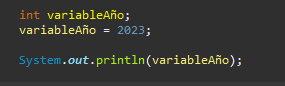 int variableAño;
variableAño = 2023;
System.out.println(variableAño);